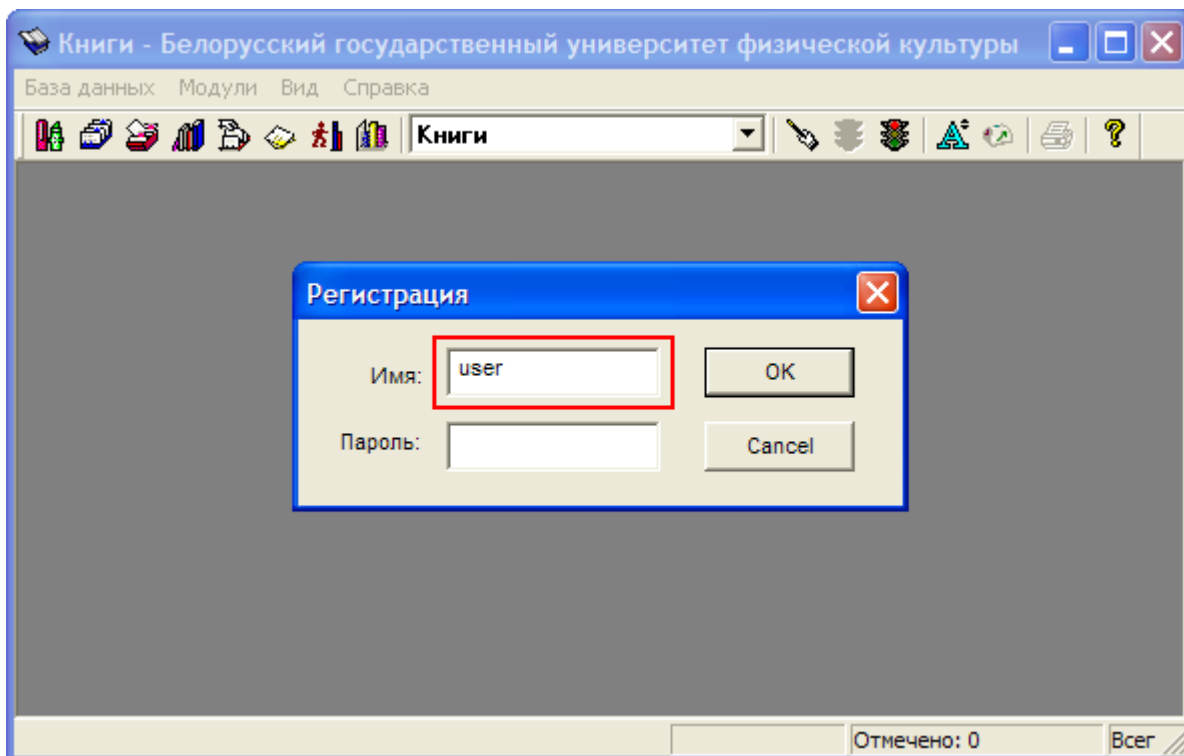 Книги - Белорусский государственный университет физической культуры
База данных Модули Вид Справка
Книги
Регистрация
Имя: user OK
Пароль: Cancel
Отмечено: 0 Всег